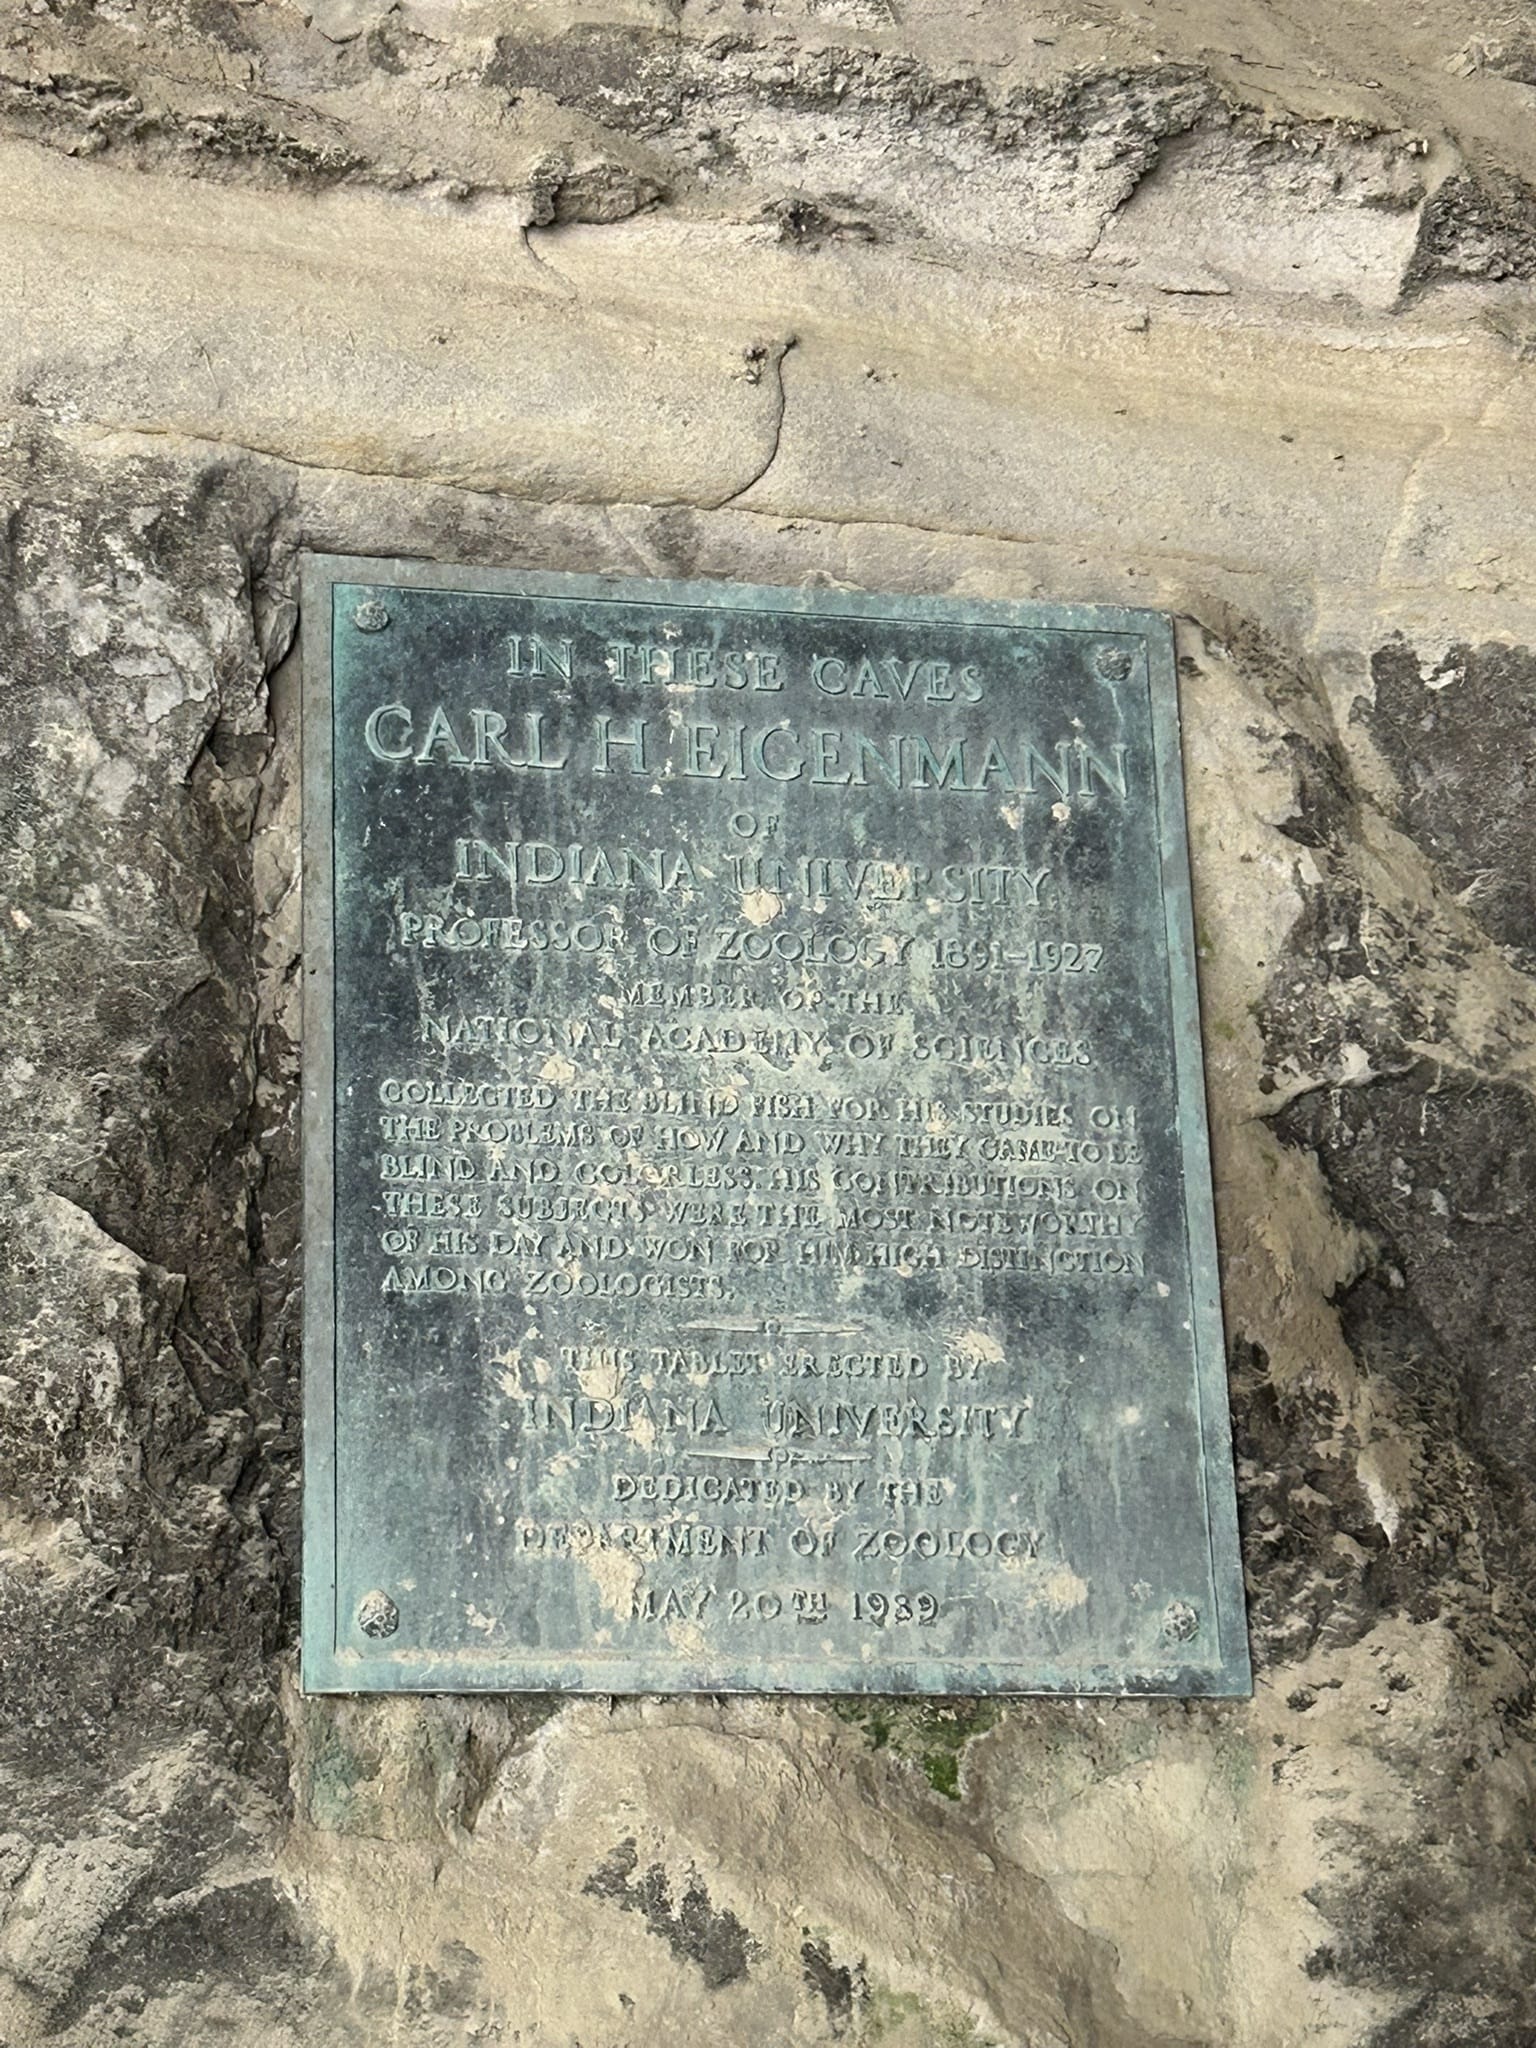 IN THESE CAVES
CARL H. EIGENMANN
OF
INDIANA UNIVERSITY
PROFESSOR OF ZOOLOGY 1891-1927
MEMBER OF THE
NATIONAL ACADEMY OF SCIENCES
COLLECTED THE BLIND FISH FOR HIS STUDIES ON
THE PROBLEMS OF HOW AND WHY THEY CAME TO BE
BLIND AND COLORLESS. HIS CONTRIBUTIONS ON
THESE SUBJECTS WERE THE MOST NOTEWORTHY
OF HIS DAY AND WON FOR HIM HIGH DISTINCTION
AMONG ZOOLOGISTS.
THIS TABLET ERECTED BY
INDIANA UNIVERSITY
DEDICATED BY THE
DEPARTMENT OF ZOOLOGY
MAY 20TH 1939